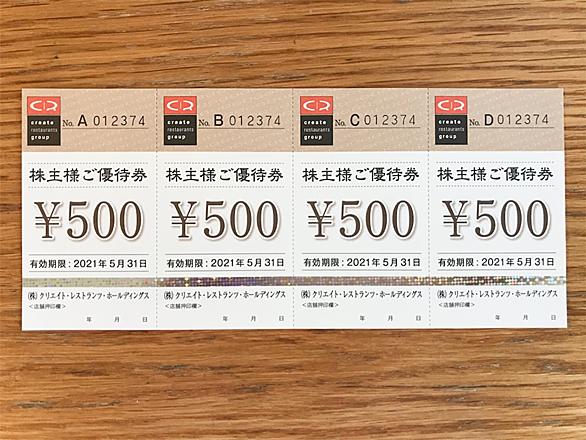 create
restaurants
group
No. A 012374
株主様ご優待券
¥500
有効期限:2021年5月31日
㈱クリエイト・レストランツ・ホールディングス
<店舗押印欄>
年 月 日
create
restaurants
group
No. B 012374
株主様ご優待券
¥500
有効期限:2021年5月31日
㈱クリエイト・レストランツ・ホールディングス
<店舗押印欄>
年 月 日
create
restaurants
group
No. C 012374
株主様ご優待券
¥500
有効期限:2021年5月31日
㈱クリエイト・レストランツ・ホールディングス
<店舗押印欄>
年 月 日
create
restaurants
group
No. D 012374
株主様ご優待券
¥500
有効期限:2021年5月31日
㈱クリエイト・レストランツ・ホールディングス
<店舗押印欄>
年 月 日